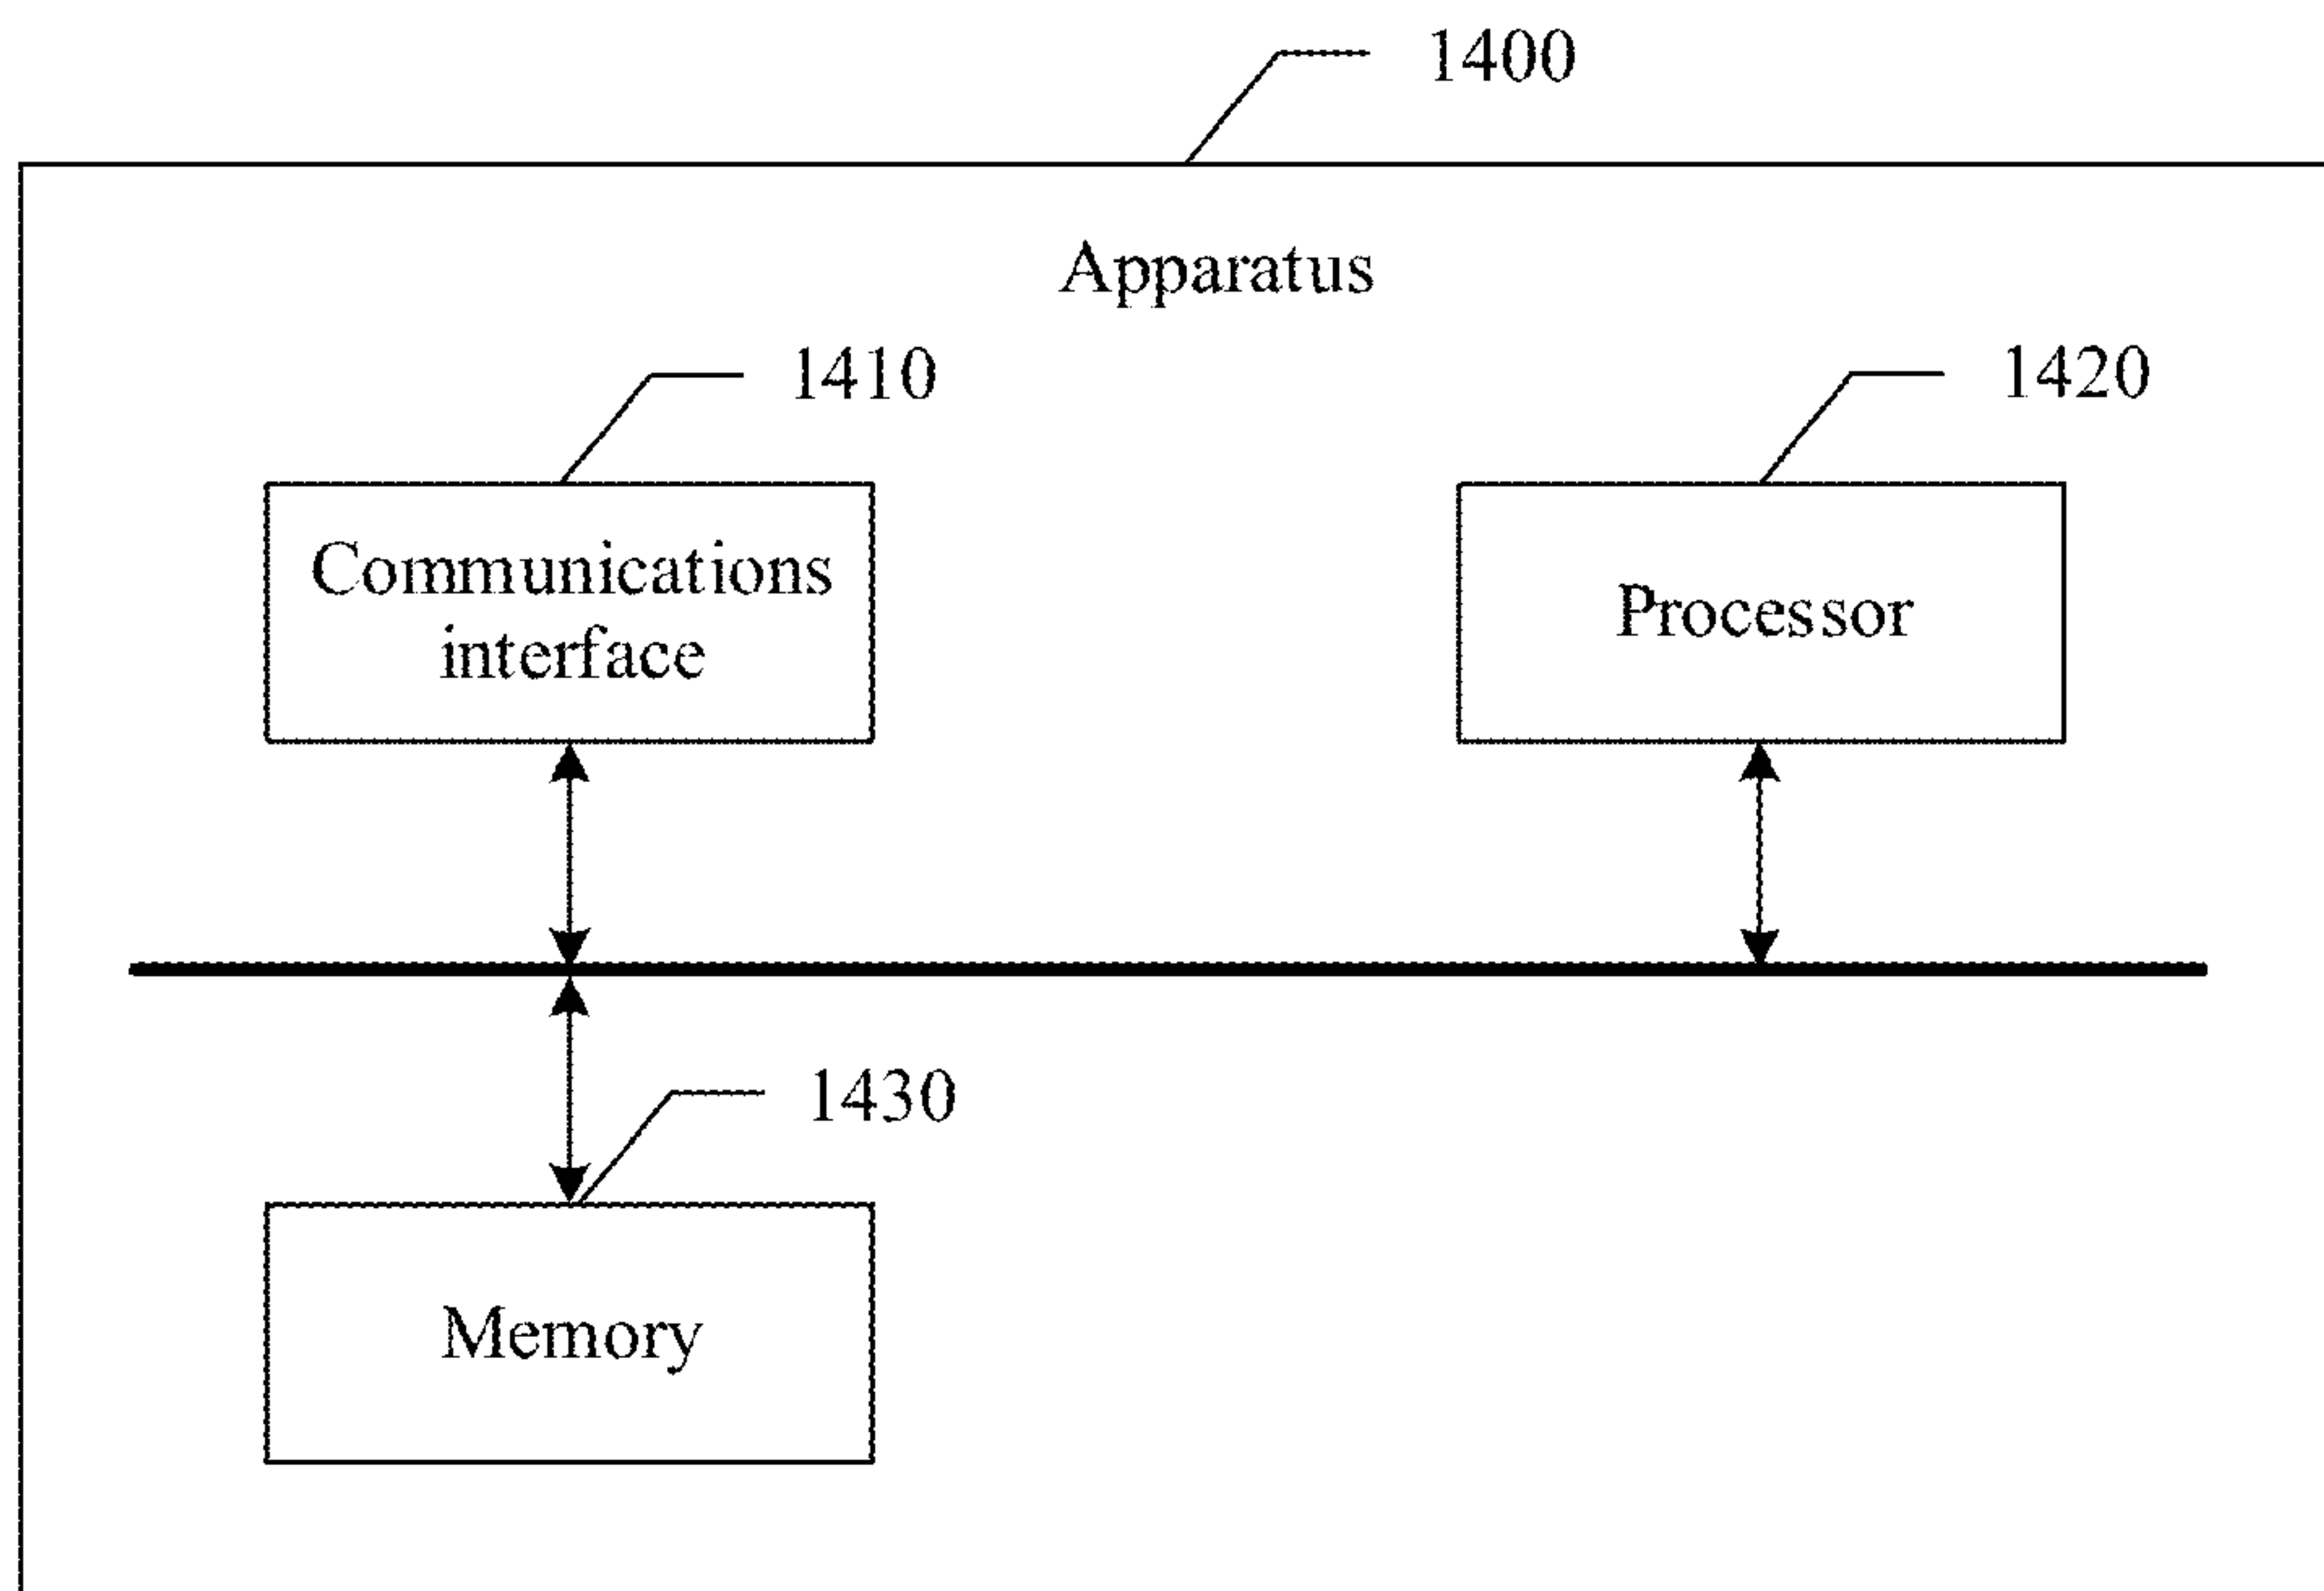 1400
Apparatus
1410
1420
Communications
interface
Processor
1430
Memory